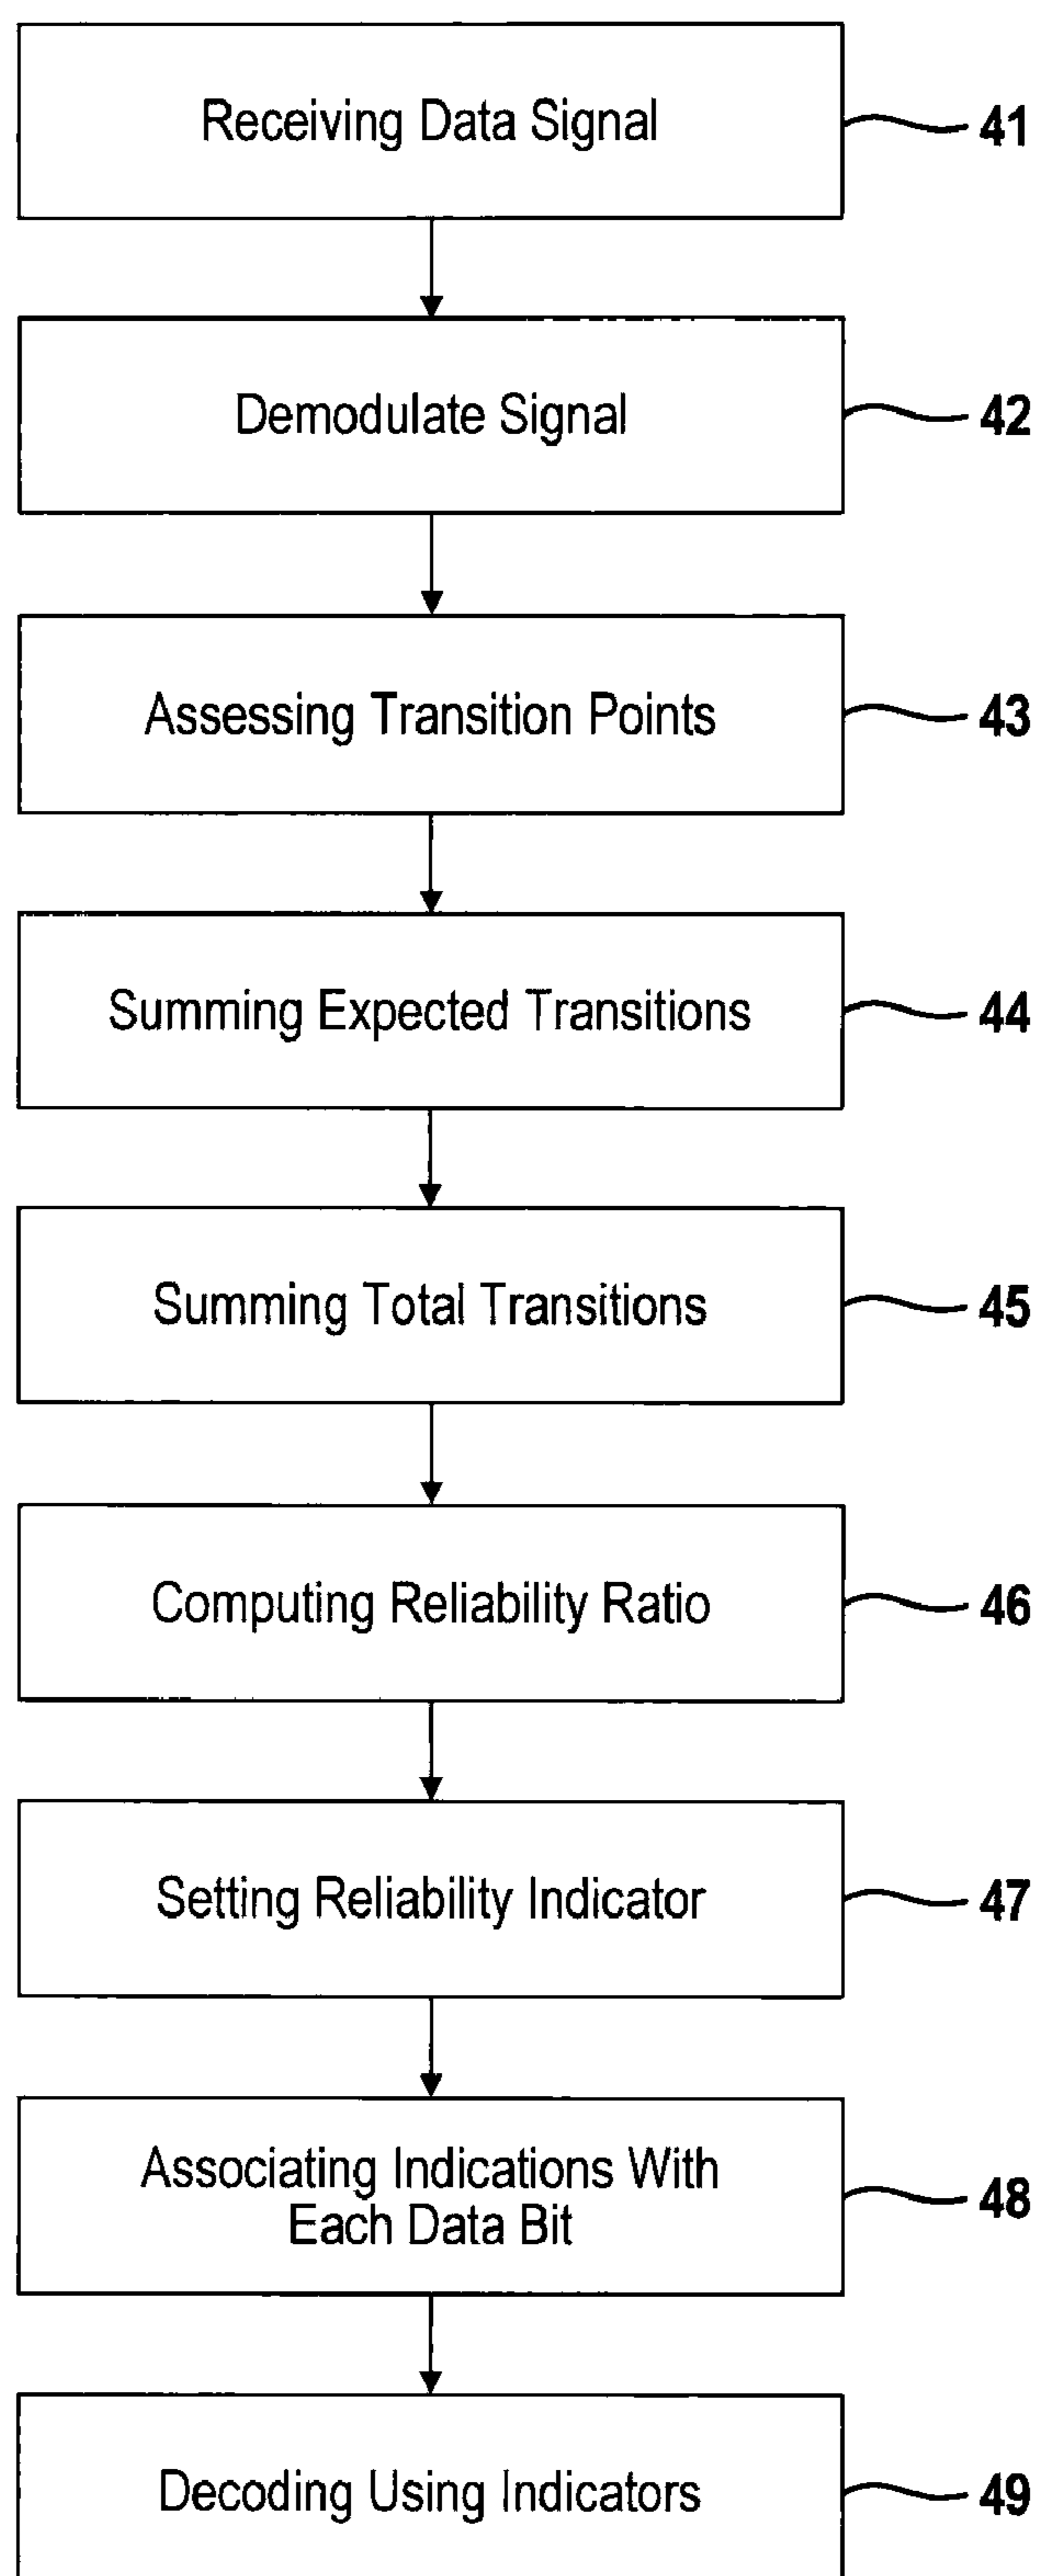 Receiving Data Signal 41
Demodulate Signal 42
Assessing Transition Points 43
Summing Expected Transitions 44
Summing Total Transitions 45
Computing Reliability Ratio 46
Setting Reliability Indicator 47
Associating Indications With
Each Data Bit 48
Decoding Using Indicators 49